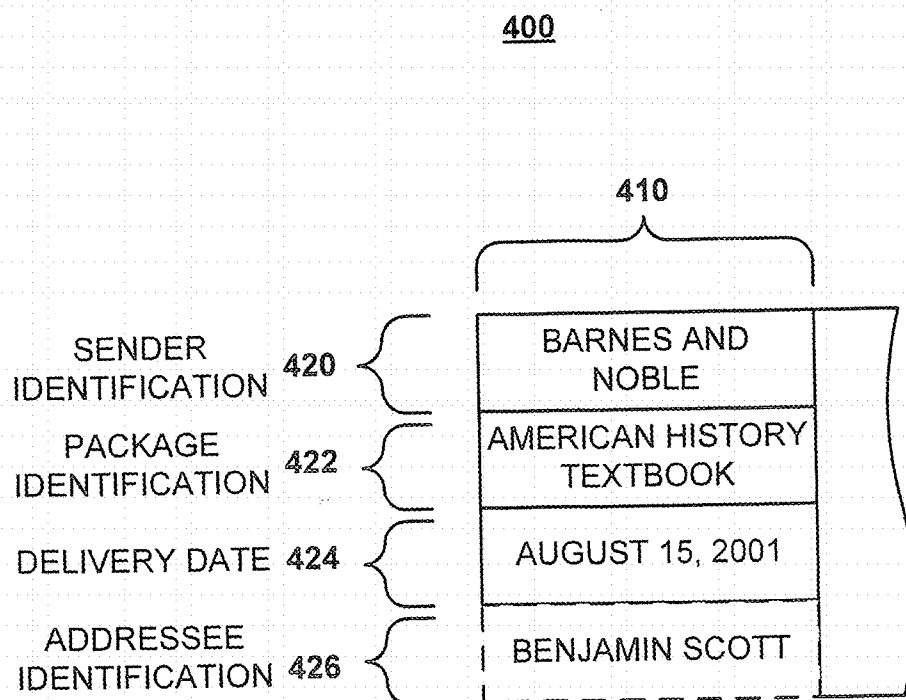 400
410
SENDER
IDENTIFICATION 420
BARNES AND
NOBLE
PACKAGE
IDENTIFICATION 422
AMERICAN HISTORY
TEXTBOOK
DELIVERY DATE 424
AUGUST 15, 2001
ADDRESSEE
IDENTIFICATION 426
BENJAMIN SCOTT